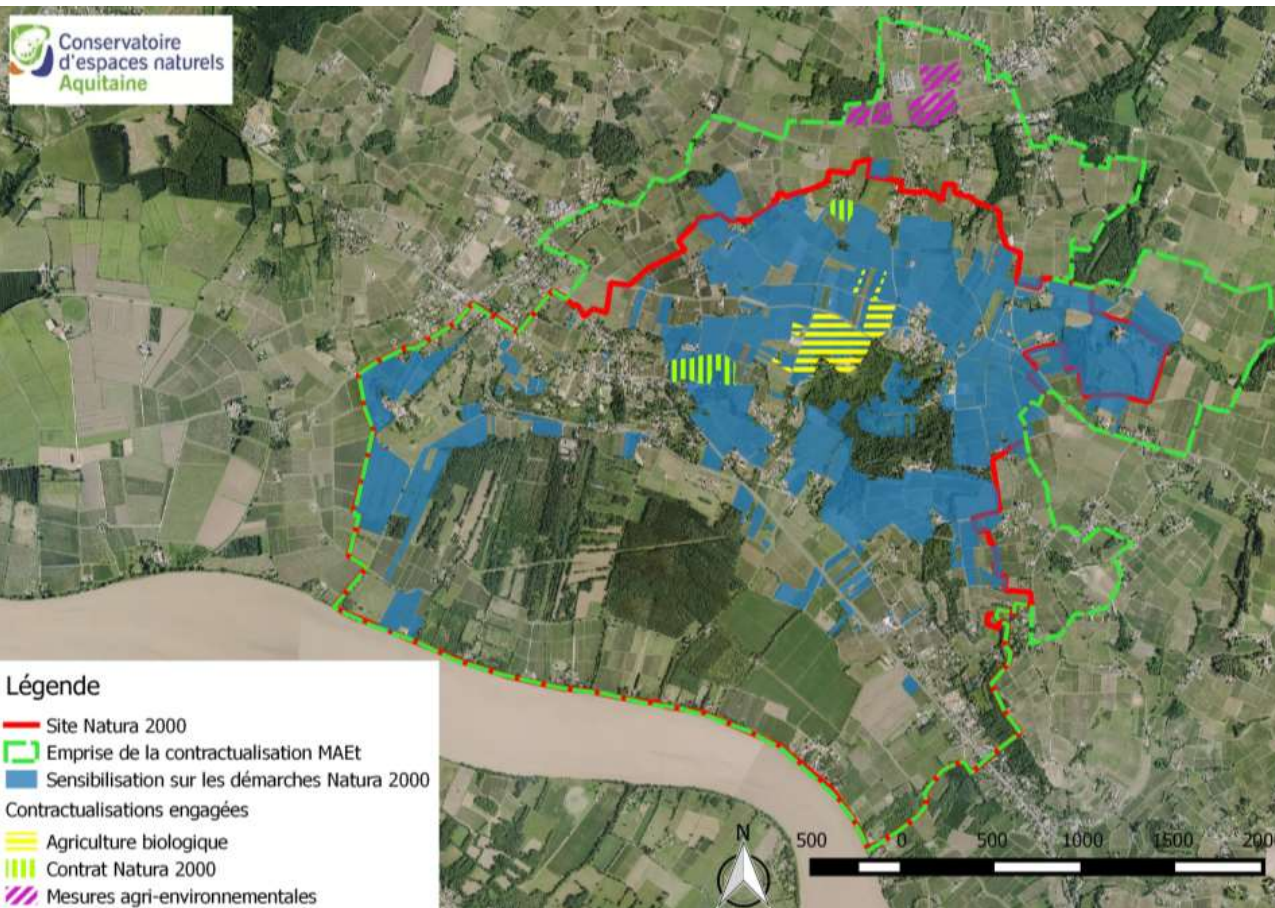 Conservatoire
d'espaces naturels
Aquitaine
Légende
Site Natura 2000
Emprise de la contractualisation MAEt
Sensibilisation sur les démarches Natura 2000
Contractualisations engagées
Agriculture biologique
Contrat Natura 2000
Mesures agri-environnementales
N
500 0 500 1000 1500 200